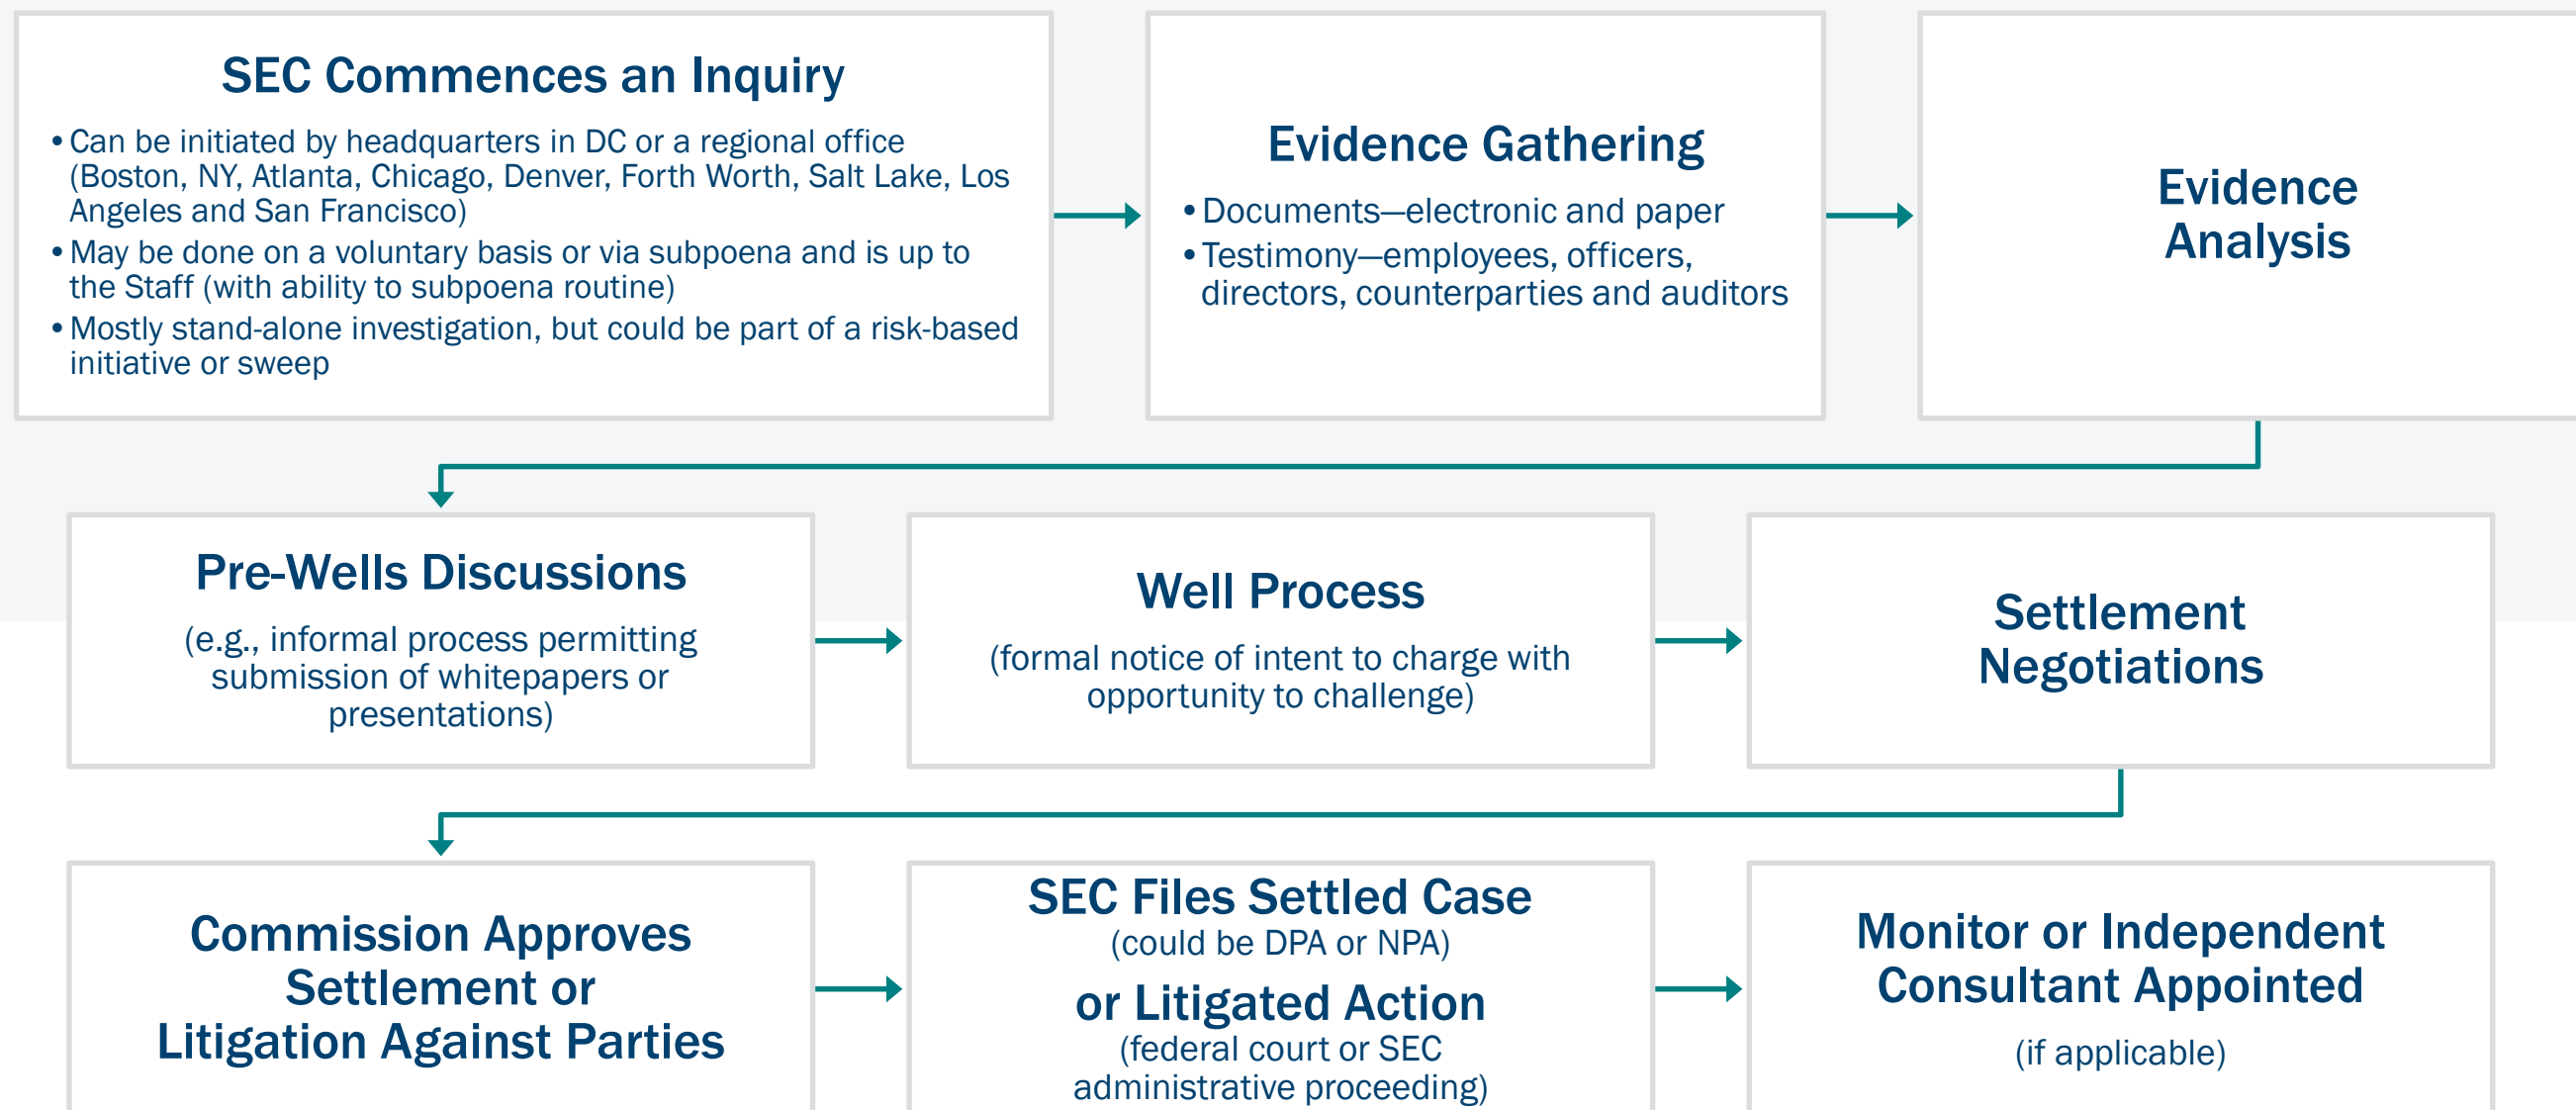 SEC Commences an Inquiry
• Can be initiated by headquarters in DC or a regional office
(Boston, NY, Atlanta, Chicago, Denver, Forth Worth, Salt Lake, Los
Angeles and San Francisco)
• May be done on a voluntary basis or via subpoena and is up to
the Staff (with ability to subpoena routine)
• Mostly stand-alone investigation, but could be part of a risk-based
initiative or sweep
Evidence Gathering
• Documents—electronic and paper
• Testimony—employees, officers,
directors, counterparties and auditors
Evidence
Analysis
Pre-Wells Discussions
(e.g., informal process permitting
submission of whitepapers or
presentations)
Well Process
(formal notice of intent to charge with
opportunity to challenge)
Settlement
Negotiations
Commission Approves
Settlement or
Litigation Against Parties
SEC Files Settled Case
(could be DPA or NPA)
or Litigated Action
(federal court or SEC
administrative proceeding)
Monitor or Independent
Consultant Appointed
(if applicable)